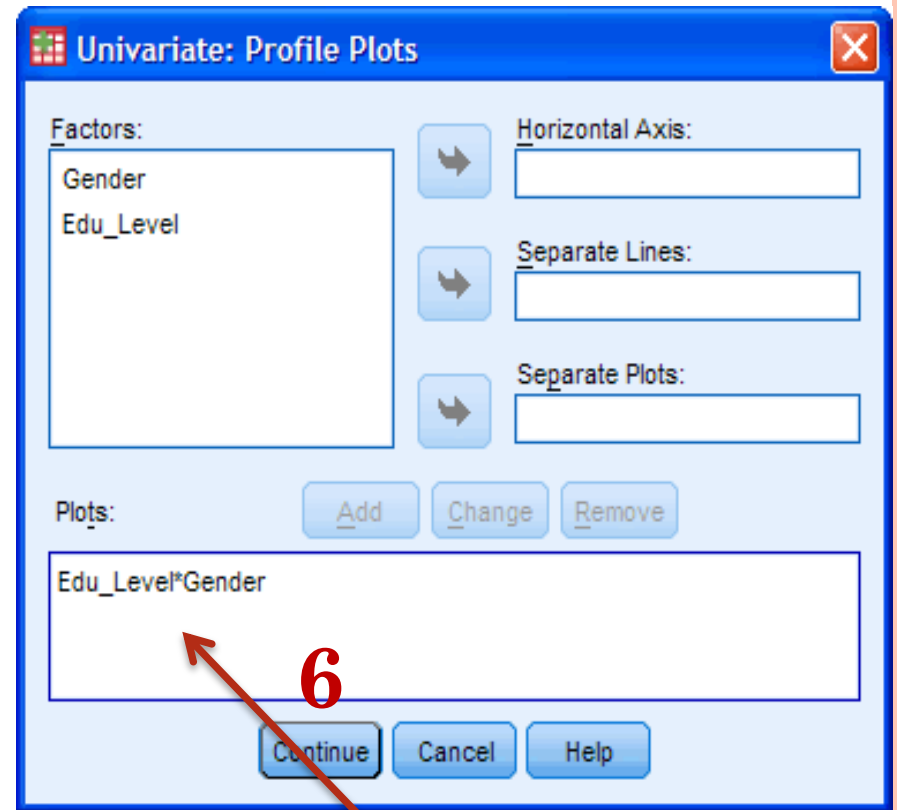 Univariate: Profile Plots
Factors:
Gender
Edu_Level
Horizontal Axis:
Separate Lines:
Separate Plots:
Plots:
Add Change Remove
Edu_Level*Gender
6
Continue Cancel Help